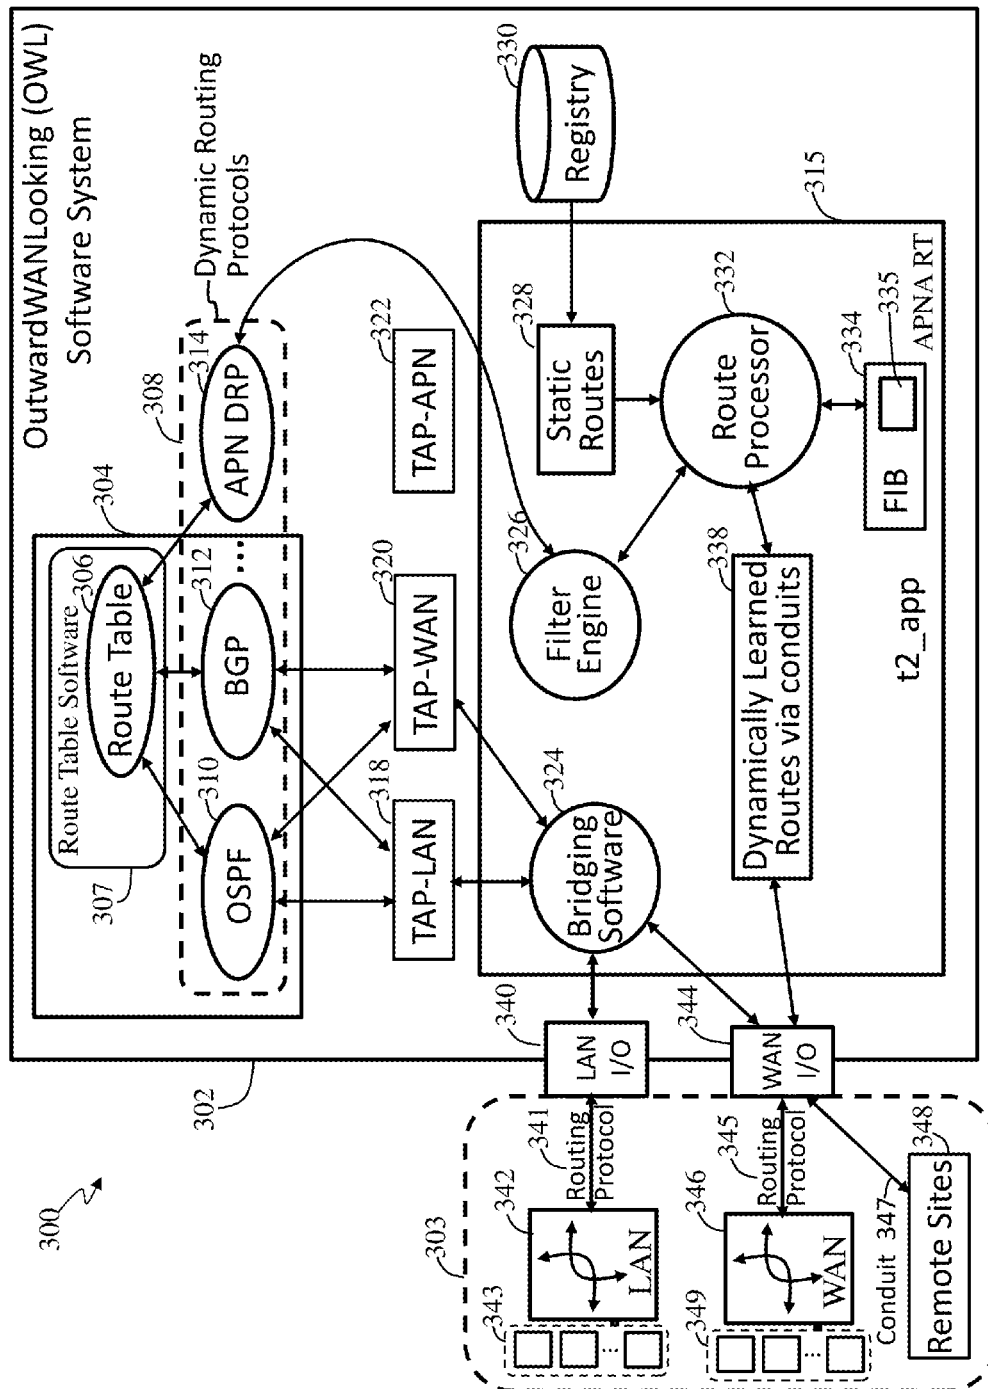 OutwardWANLooking (OWL)
Software System
300
302
303
304
Route Table Software
306
Route Table
307
308
Dynamic Routing
Protocols
310
OSPF
312
BGP
...
314
APN DRP
318
TAP-LAN
320
TAP-WAN
322
TAP-APN
315
324
Bridging
Software
326
Filter
Engine
328
Static
Routes
330
Registry
332
Route
Processor
334
335
FIB
APNA RT
338
Dynamically Learned
Routes via conduits
t2_app
340
LAN
I/O
344
WAN
I/O
341
Routing
Protocol
342
LAN
343
...
345
Routing
Protocol
346
WAN
349
...
Conduit 347
348
Remote Sites